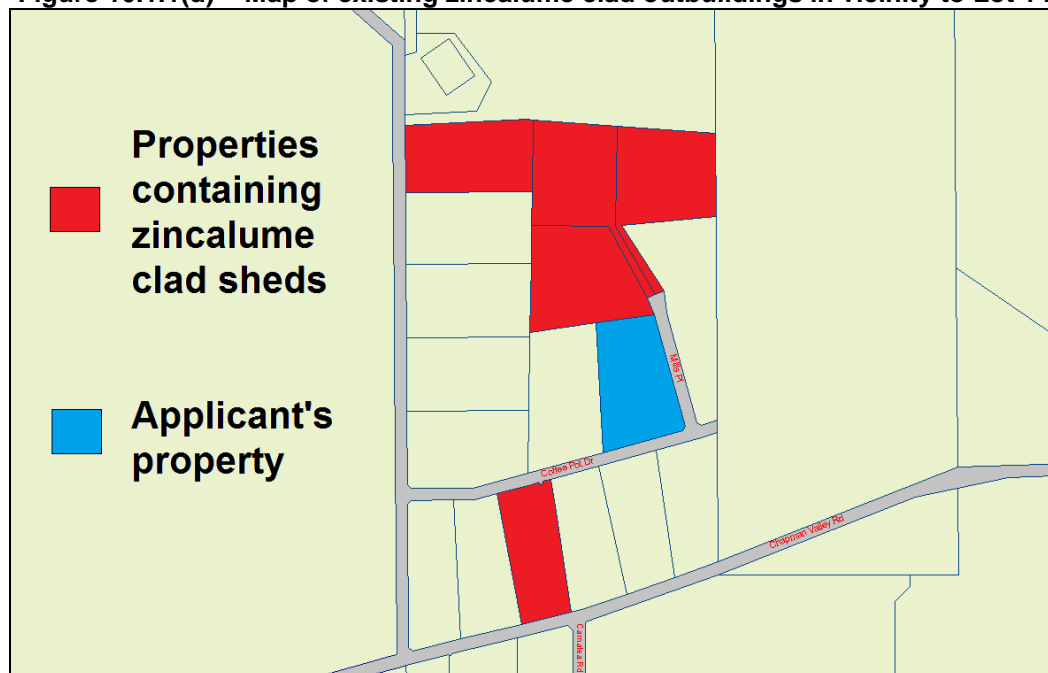 Properties
containing
zincalume
clad sheds
Applicant's
property
Mills Pl
Coffee Pot Dr
Chapman Valley Rd